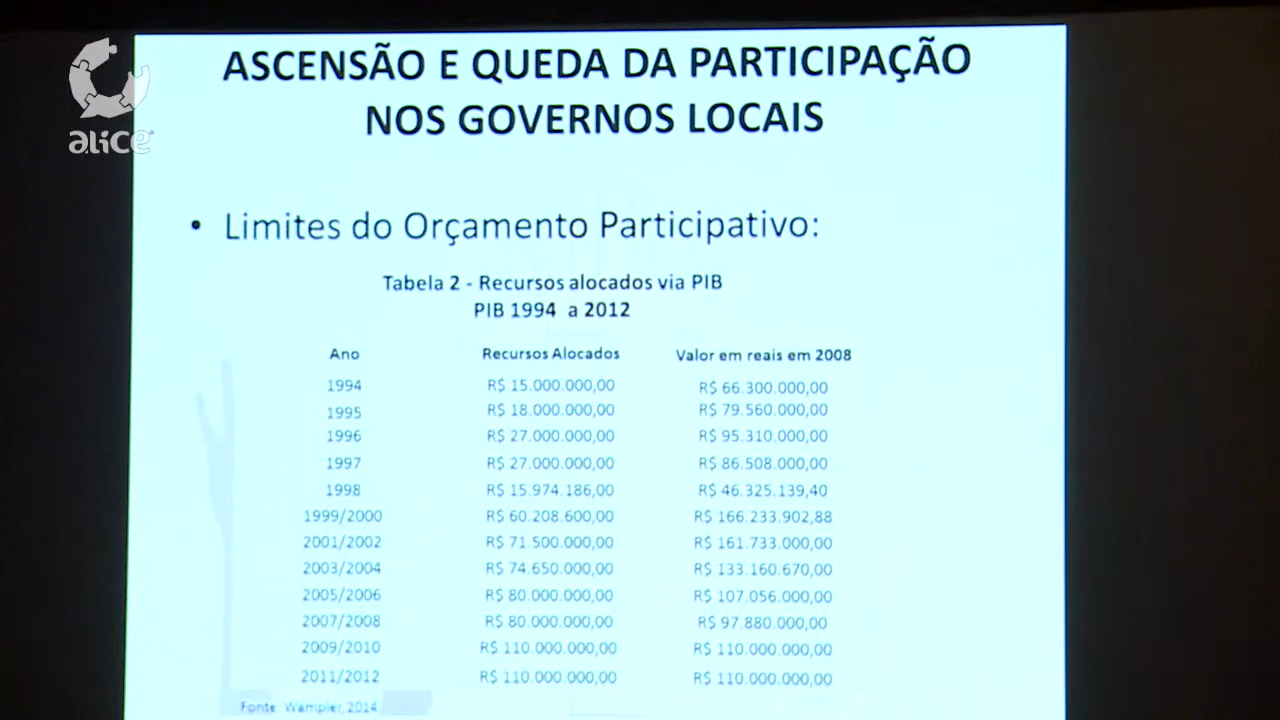 alice
ASCENSÃO E QUEDA DA PARTICIPAÇÃO
NOS GOVERNOS LOCAIS
• Limites do Orçamento Participativo:
Tabela 2 - Recursos alocados via PIB
PIB 1994 a 2012
Ano Recursos Alocados Valor em reais em 2008
1994 R$ 15.000.000,00 R$ 66.300.000,00
1995 R$ 18.000.000,00 R$ 79.560.000,00
1996 R$ 27.000.000,00 R$ 95.310.000,00
1997 R$ 27.000.000,00 R$ 86.508.000,00
1998 R$ 15.974.186,00 R$ 46.325.139,40
1999/2000 R$ 60.208.600,00 R$ 166.233.902,88
2001/2002 R$ 71.500.000,00 R$ 161.733.000,00
2003/2004 R$ 74.650.000,00 R$ 133.160.670,00
2005/2006 R$ 80.000.000,00 R$ 107.056.000,00
2007/2008 R$ 80.000.000,00 R$ 97.880.000,00
2009/2010 R$ 110.000.000,00 R$ 110.000.000,00
2011/2012 R$ 110.000.000,00 R$ 110.000.000,00
Fonte: Wampler, 2014